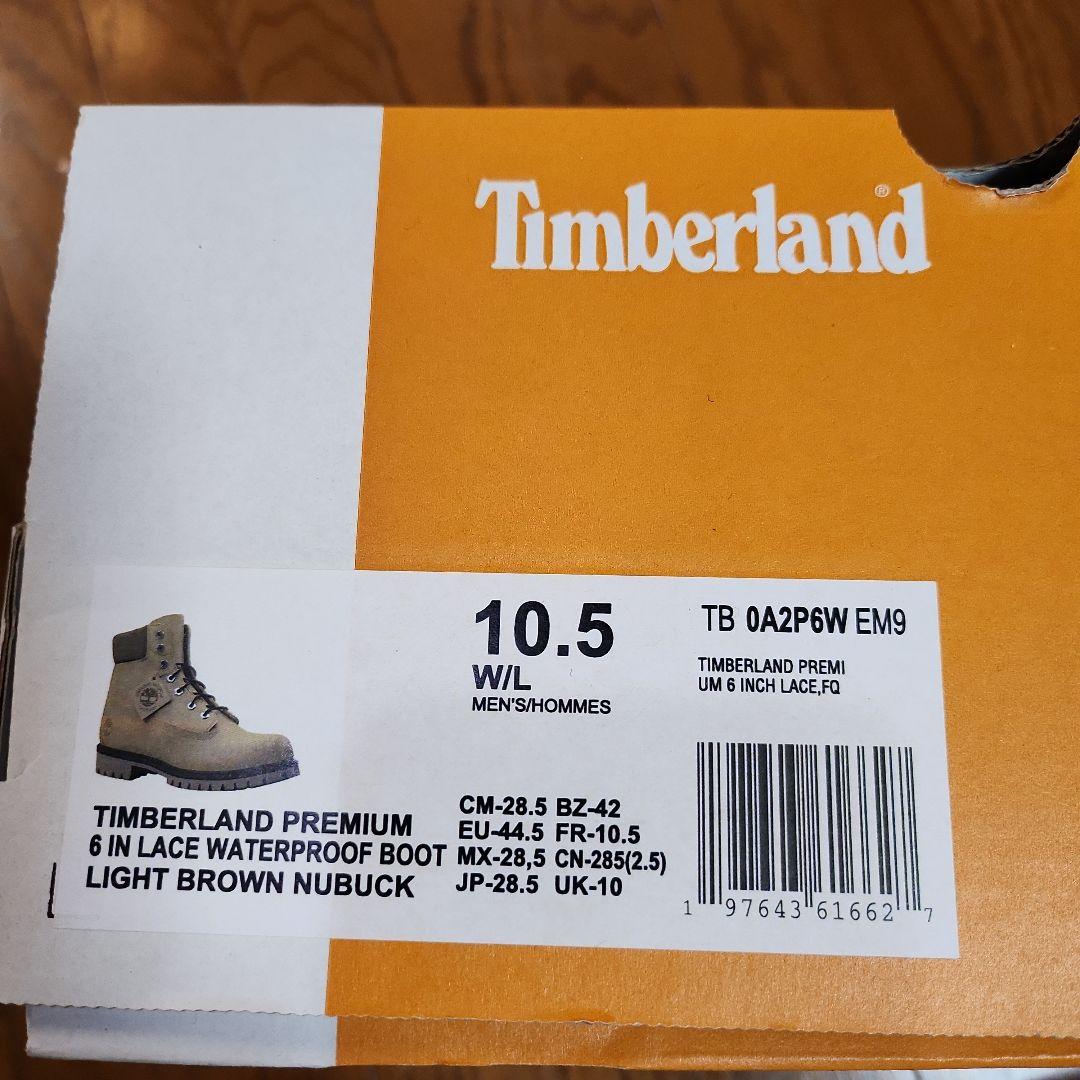 Timberland®
10.5
W/L
MEN'S/HOMMES
TB 0A2P6W EM9
TIMBERLAND PREMI
UM 6 INCH LACE,FQ
TIMBERLAND PREMIUM
6 IN LACE WATERPROOF BOOT
LIGHT BROWN NUBUCK
CM-28.5 BZ-42
EU-44.5 FR-10.5
MX-28,5 CN-285(2.5)
JP-28.5 UK-10
1 97643 61662 7